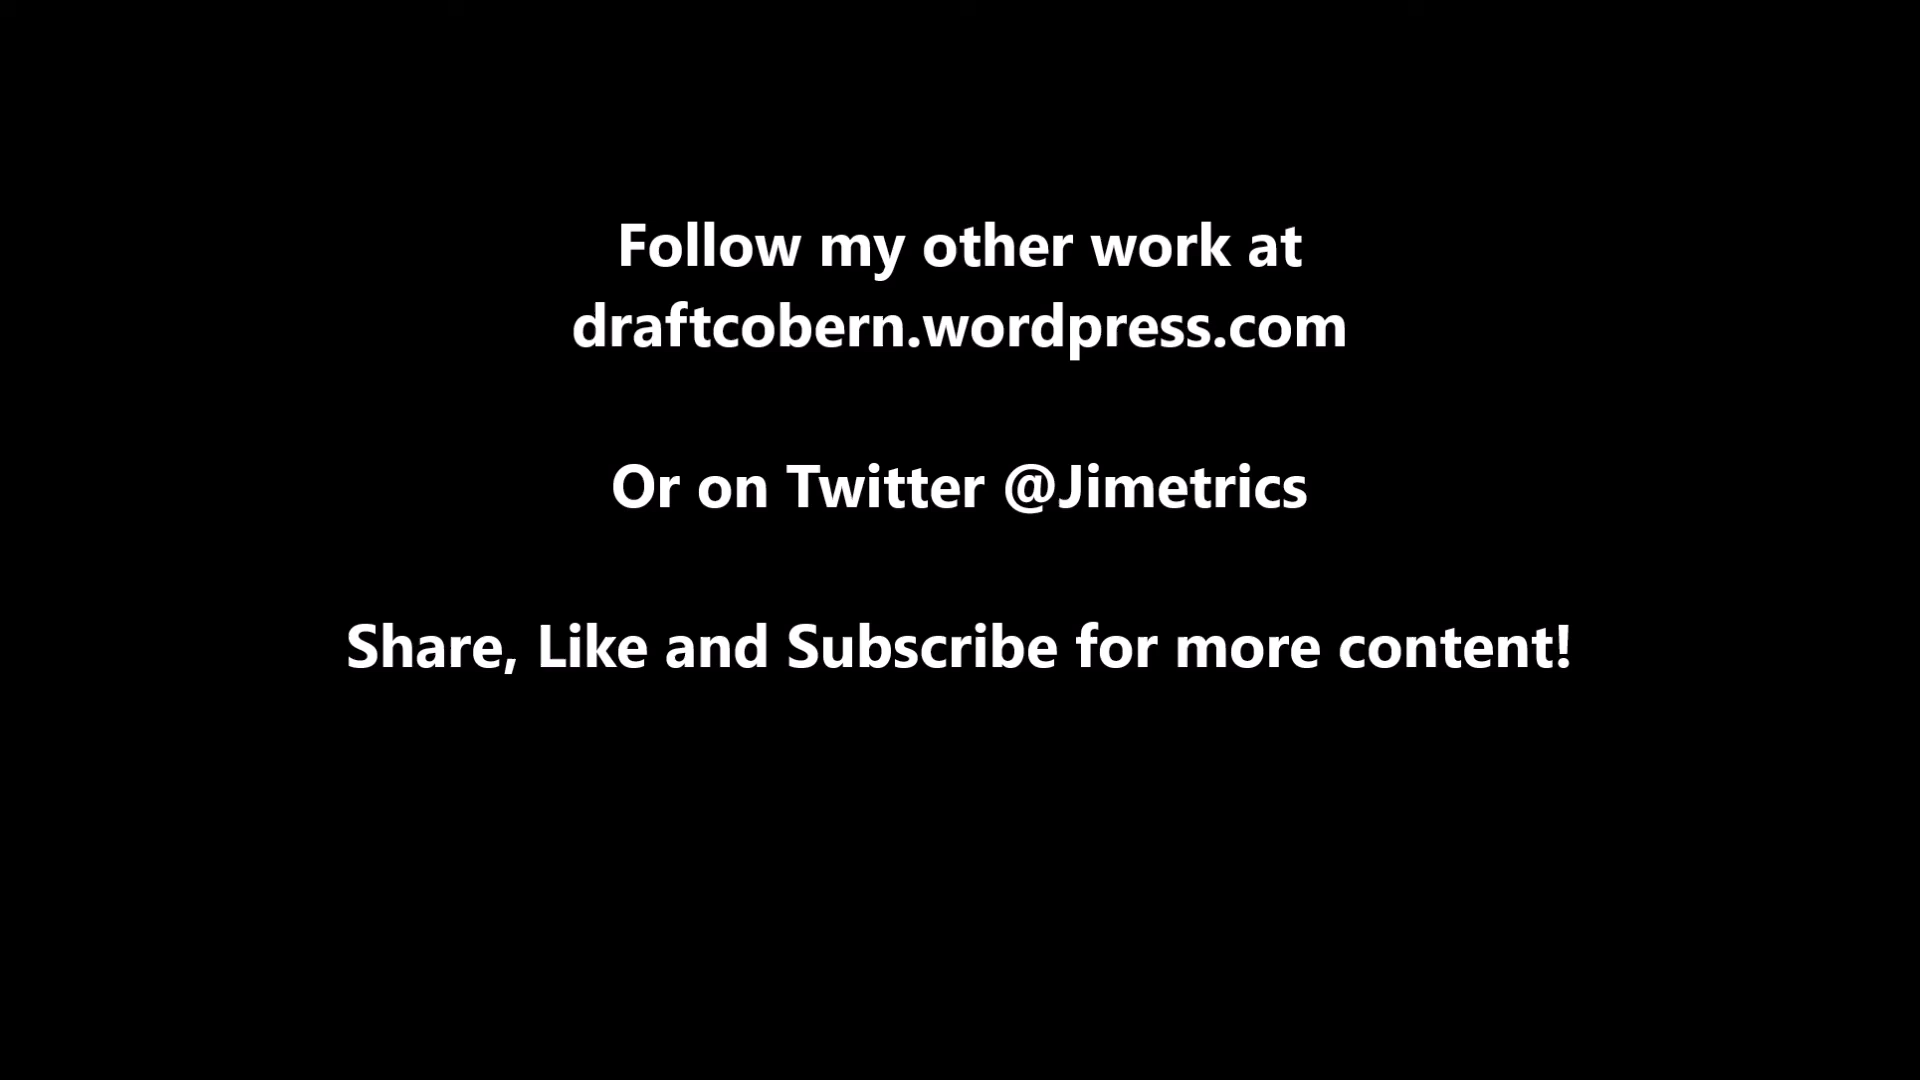 Follow my other work at
draftcobern.wordpress.com
Or on Twitter @Jimetrics
Share, Like and Subscribe for more content!